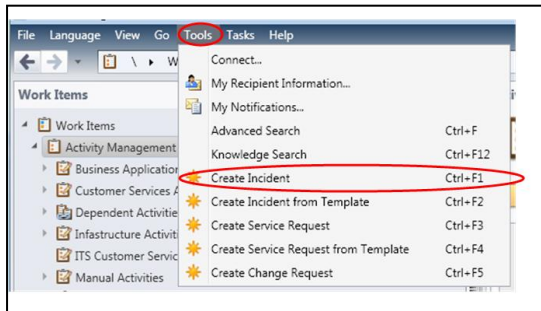 File Language View Go Tools Tasks Help
\ W
Connect...
My Recipient Information...
My Notifications...
Advanced Search Ctrl+F
Knowledge Search Ctrl+F12
Create Incident Ctrl+F1
Create Incident from Template Ctrl+F2
Create Service Request Ctrl+F3
Create Service Request from Template Ctrl+F4
Create Change Request Ctrl+F5
Work Items
Work Items
Activity Management
Business Application
Customer Services A
Dependent Activitie
Infastructure Activiti
ITS Customer Servic
Manual Activities